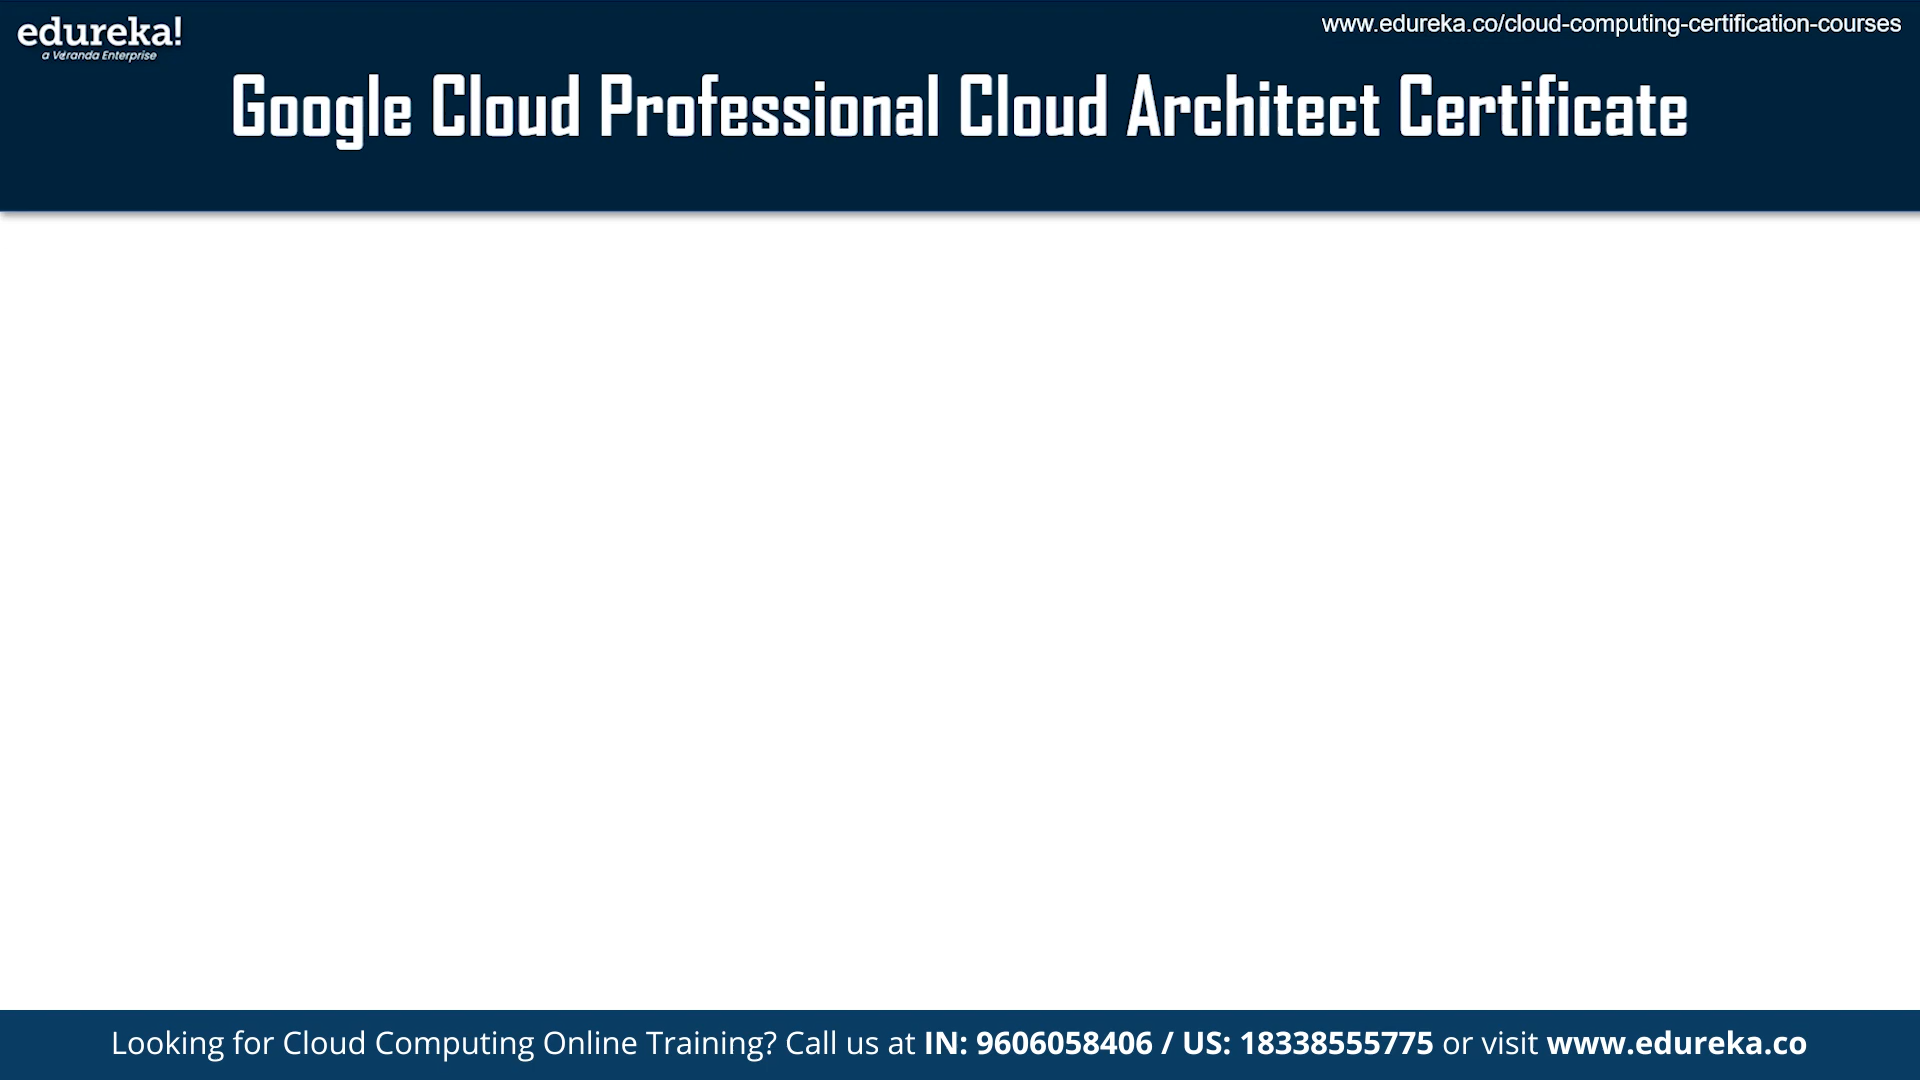 edureka!
a Veranda Enterprise
www.edureka.co/cloud-computing-certification-courses
Google Cloud Professional Cloud Architect Certificate
Looking for Cloud Computing Online Training? Call us at IN: 9606058406 / US: 18338555775 or visit www.edureka.co